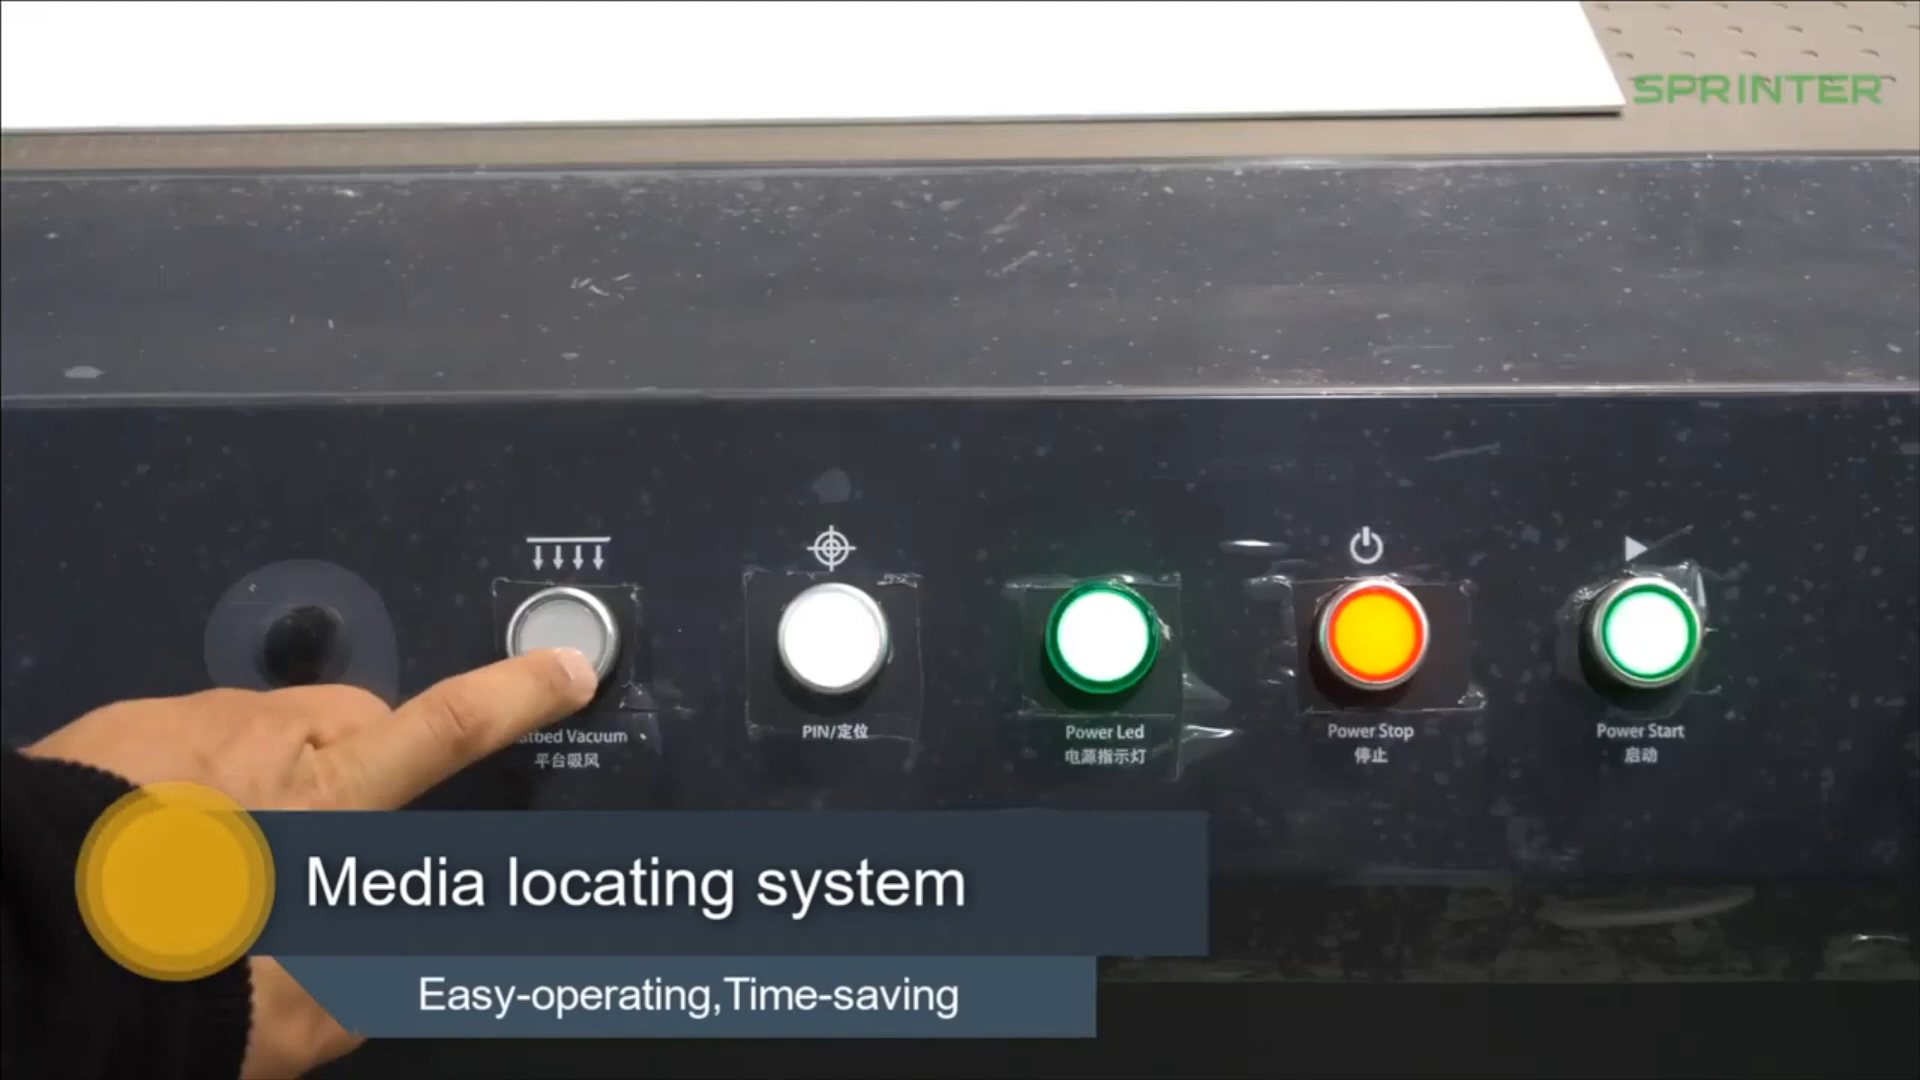 SPRINTER
Vacuum
平台吸风
PIN/定位
Power Led
电源指示灯
Power Stop
停止
Power Start
启动
Media locating system
Easy-operating,Time-saving